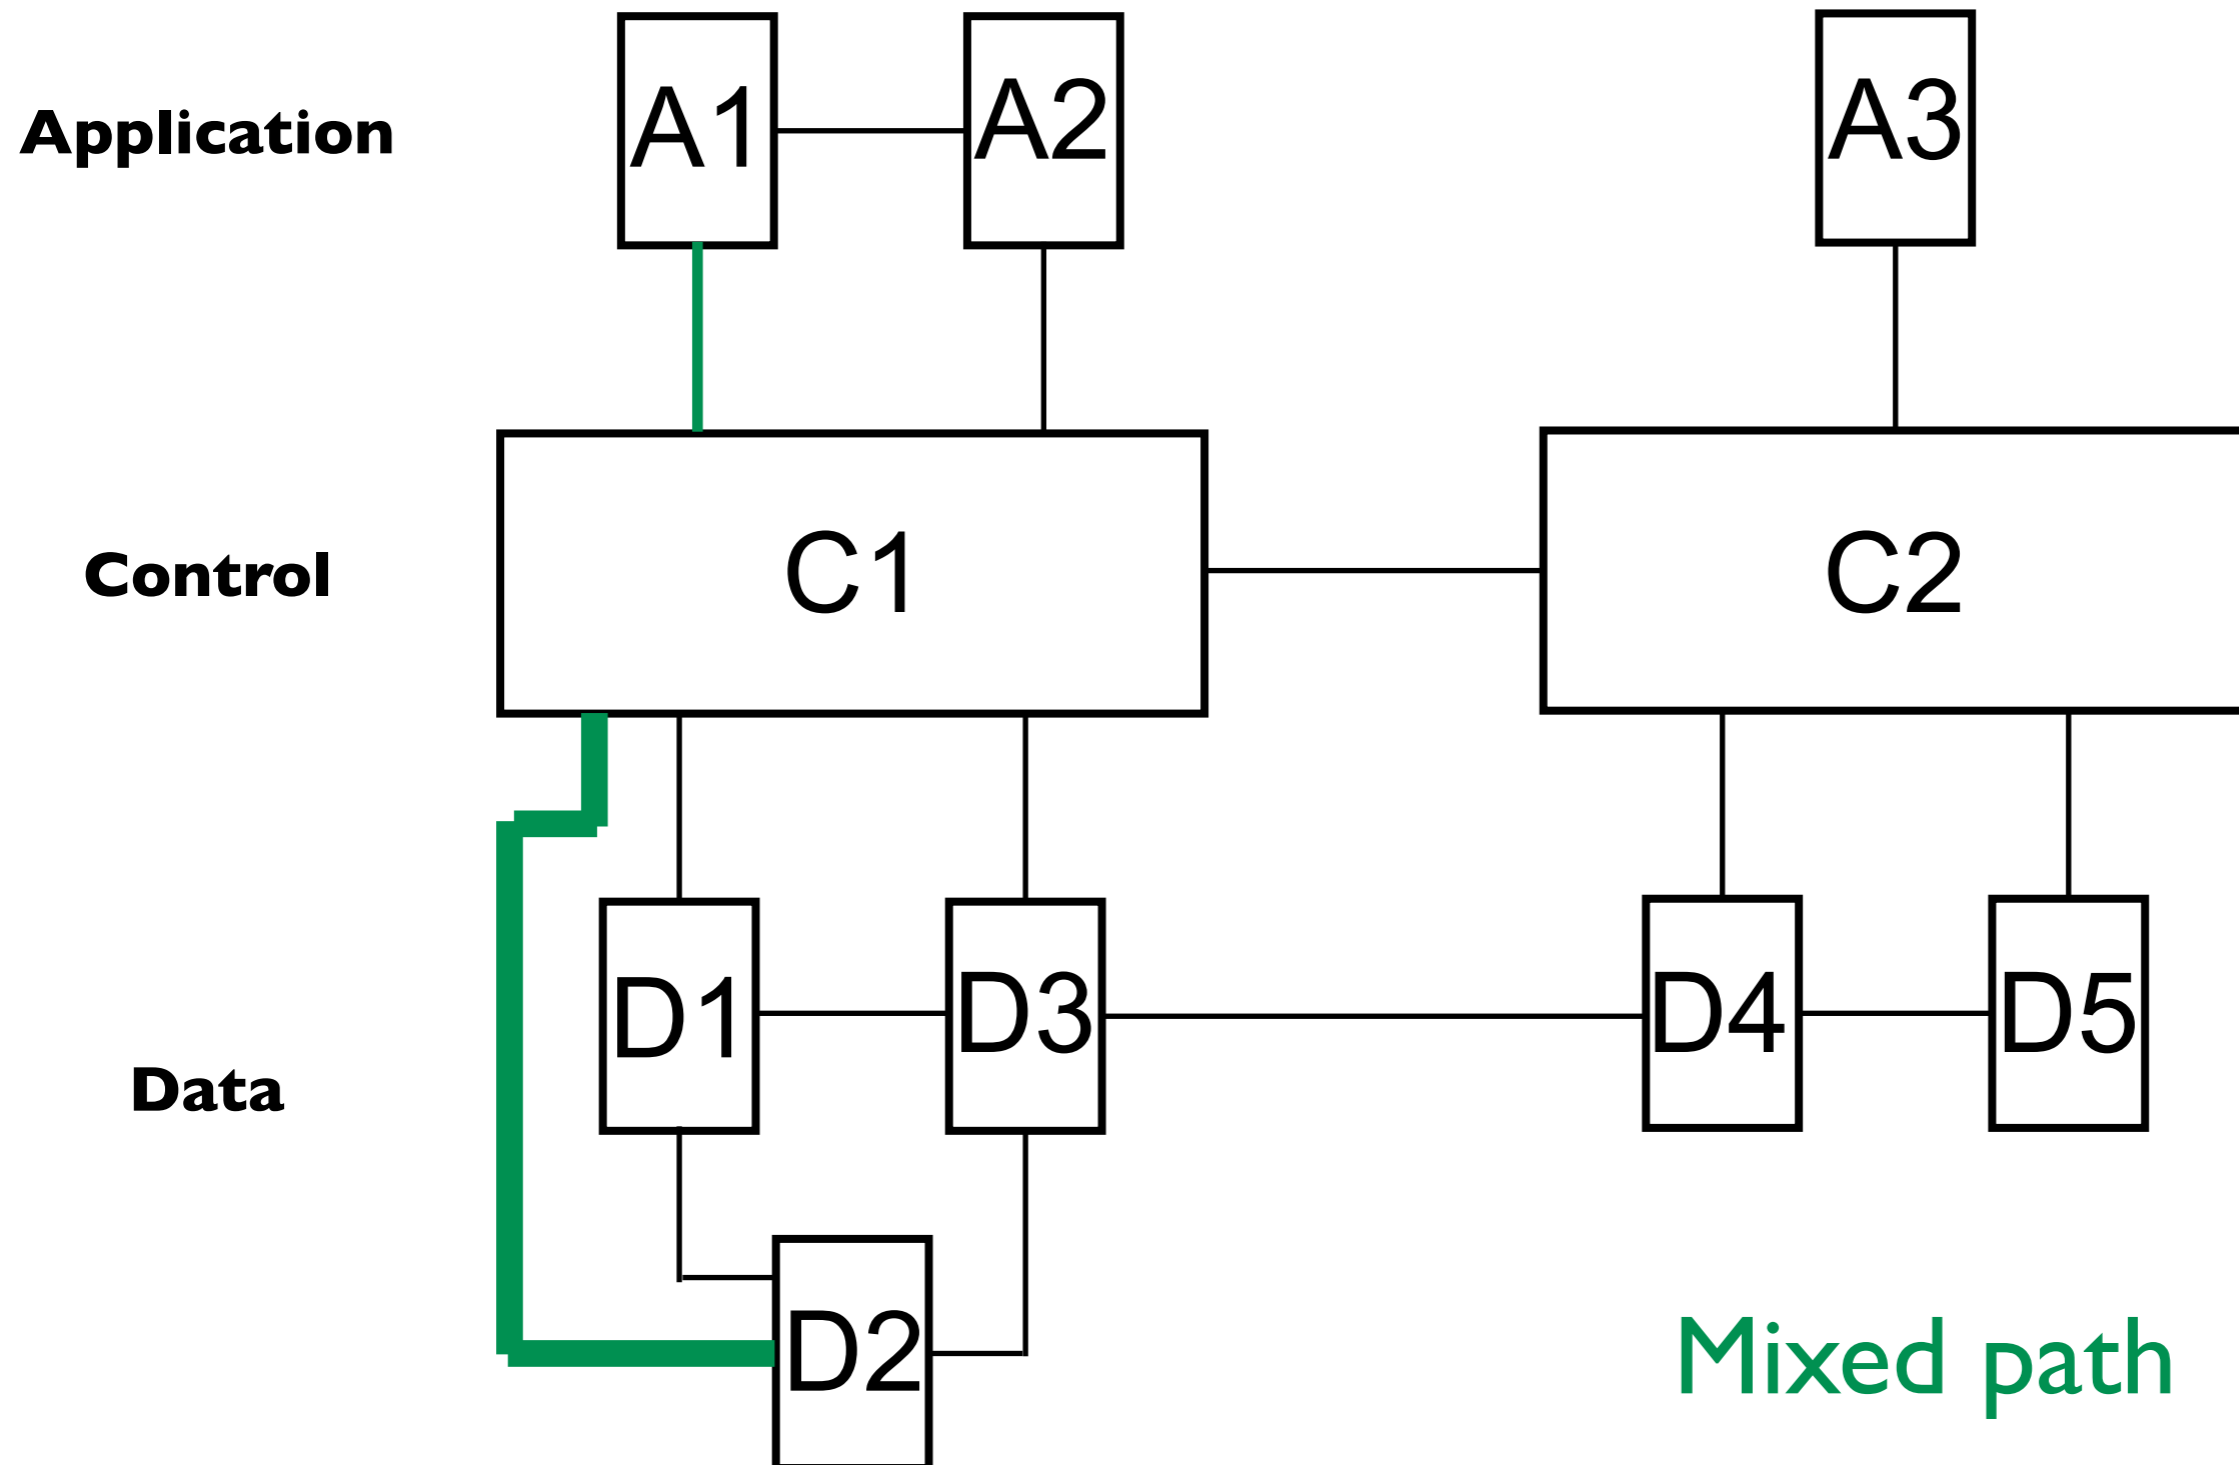 Application
A1
A2
A3
Control
C1
C2
Data
D1
D3
D4
D5
D2
Mixed path